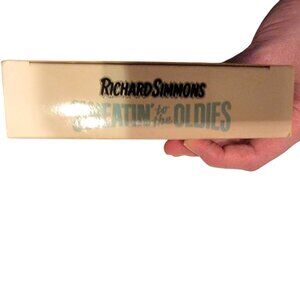 RICHARD SIMMONS
SWEATIN' to the OLDIES